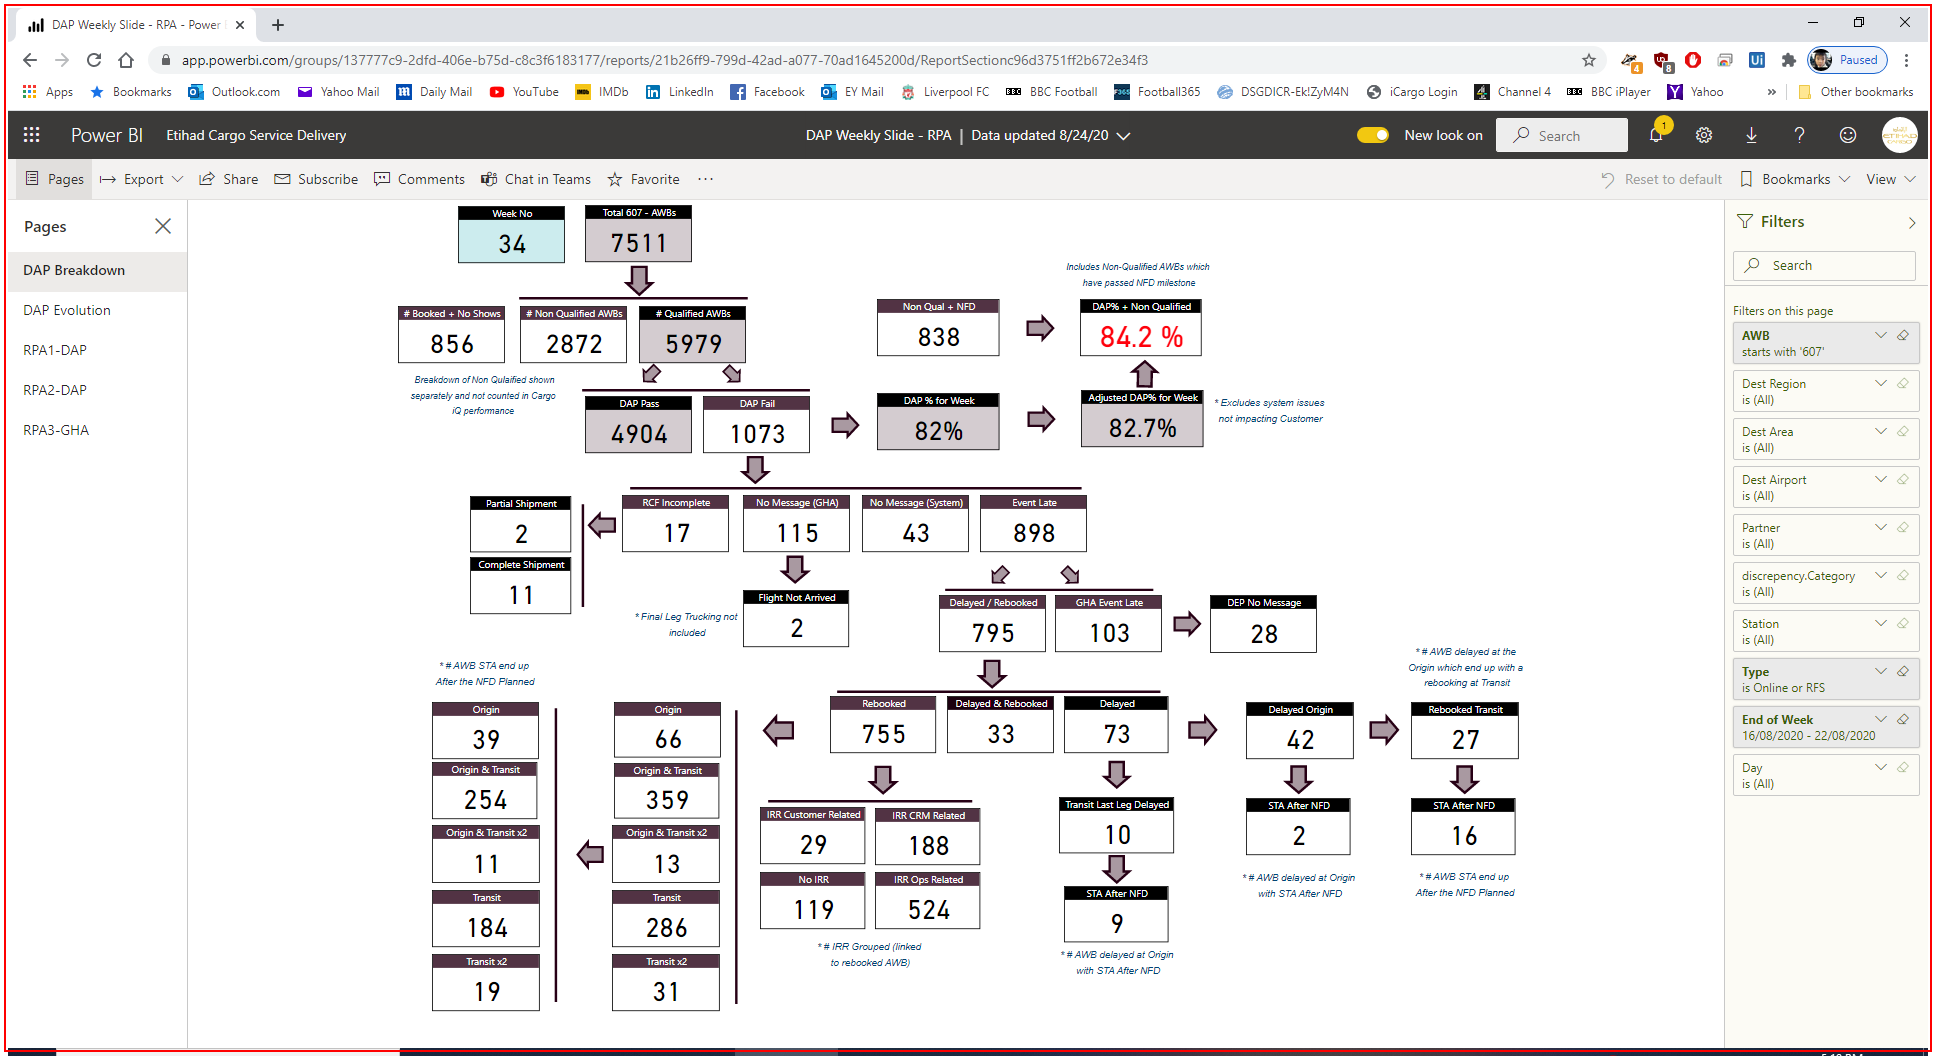 DAP Weekly Slide - RPA - Power
app.powerbi.com/groups/137777c9-2dfd-406e-b75d-c8c3f6183177/reports/21b26ff9-799d-42ad-a077-70ad1645200d/ReportSectionc96d3751ff2b672e34f3
4
8
Ui
Paused
Apps
Bookmarks
Outlook.com
Yahoo Mail
Daily Mail
YouTube
IMDb
LinkedIn
Facebook
EY Mail
Liverpool FC
BBC Football
Football365
DSGDICR-Ek!ZyM4N
iCargo Login
Channel 4
BBC iPlayer
Yahoo
»
Other bookmarks
Power BI
Etihad Cargo Service Delivery
DAP Weekly Slide - RPA | Data updated 8/24/20
New look on
Search
1
Pages
Export
Share
Subscribe
Comments
Chat in Teams
Favorite
Reset to default
Bookmarks
View
Pages
DAP Breakdown
DAP Evolution
RPA1-DAP
RPA2-DAP
RPA3-GHA
Week No
34
Total 607 - AWBs
7511
# Booked + No Shows
856
# Non Qualified AWBs
2872
# Qualified AWBs
5979
Breakdown of Non Qulaified shown
separately and not counted in Cargo
iQ performance
Non Qual + NFD
838
Includes Non-Qualified AWBs which
have passed NFD milestone
DAP% + Non Qualified
84.2 %
DAP Pass
4904
DAP Fail
1073
DAP % for Week
82%
Adjusted DAP% for Week
82.7%
* Excludes system issues
not impacting Customer
Partial Shipment
2
Complete Shipment
11
RCF Incomplete
17
No Message (GHA)
115
No Message (System)
43
Event Late
898
* Final Leg Trucking not
included
Flight Not Arrived
2
Delayed / Rebooked
795
GHA Event Late
103
DEP No Message
28
* # AWB STA end up
After the NFD Planned
Origin
39
Origin & Transit
254
Origin & Transit x2
11
Transit
184
Transit x2
19
Origin
66
Origin & Transit
359
Origin & Transit x2
13
Transit
286
Transit x2
31
Rebooked
755
Delayed & Rebooked
33
Delayed
73
IRR Customer Related
29
IRR CRM Related
188
No IRR
119
IRR Ops Related
524
* # IRR Grouped (linked
to rebooked AWB)
Transit Last Leg Delayed
10
STA After NFD
9
* # AWB delayed at Origin
with STA After NFD
Delayed Origin
42
STA After NFD
2
* # AWB delayed at Origin
with STA After NFD
* # AWB delayed at the
Origin which end up with a
rebooking at Transit
Rebooked Transit
27
STA After NFD
16
* # AWB STA end up
After the NFD Planned
Filters
Search
Filters on this page
AWB
starts with '607'
Dest Region
is (All)
Dest Area
is (All)
Dest Airport
is (All)
Partner
is (All)
discrepency.Category
is (All)
Station
is (All)
Type
is Online or RFS
End of Week
16/08/2020 - 22/08/2020
Day
is (All)